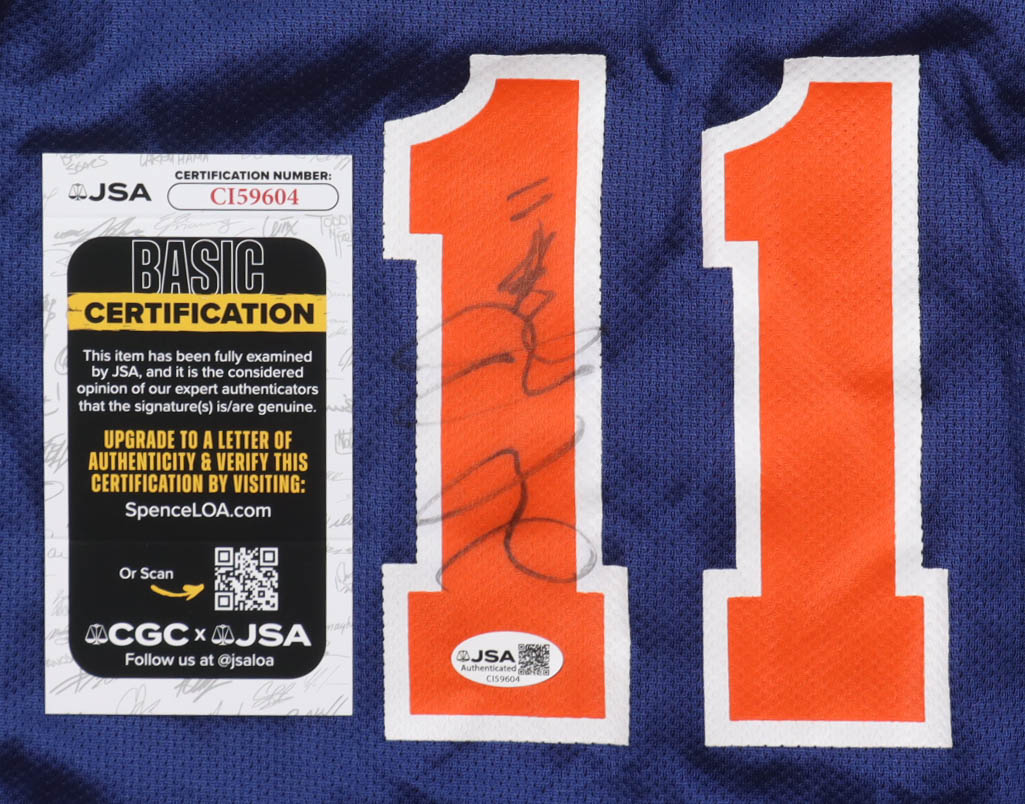 JSA
CERTIFICATION NUMBER:
CI59604
BASIC
CERTIFICATION
This item has been fully examined
by JSA, and it is the considered
opinion of our expert authenticators
that the signature(s) is/are genuine.
UPGRADE TO A LETTER OF
AUTHENTICITY & VERIFY THIS
CERTIFICATION BY VISITING:
SpenceLOA.com
Or Scan
CGC x JSA
Follow us at @jsaloa
11
JSA
Authenticated
CI59604